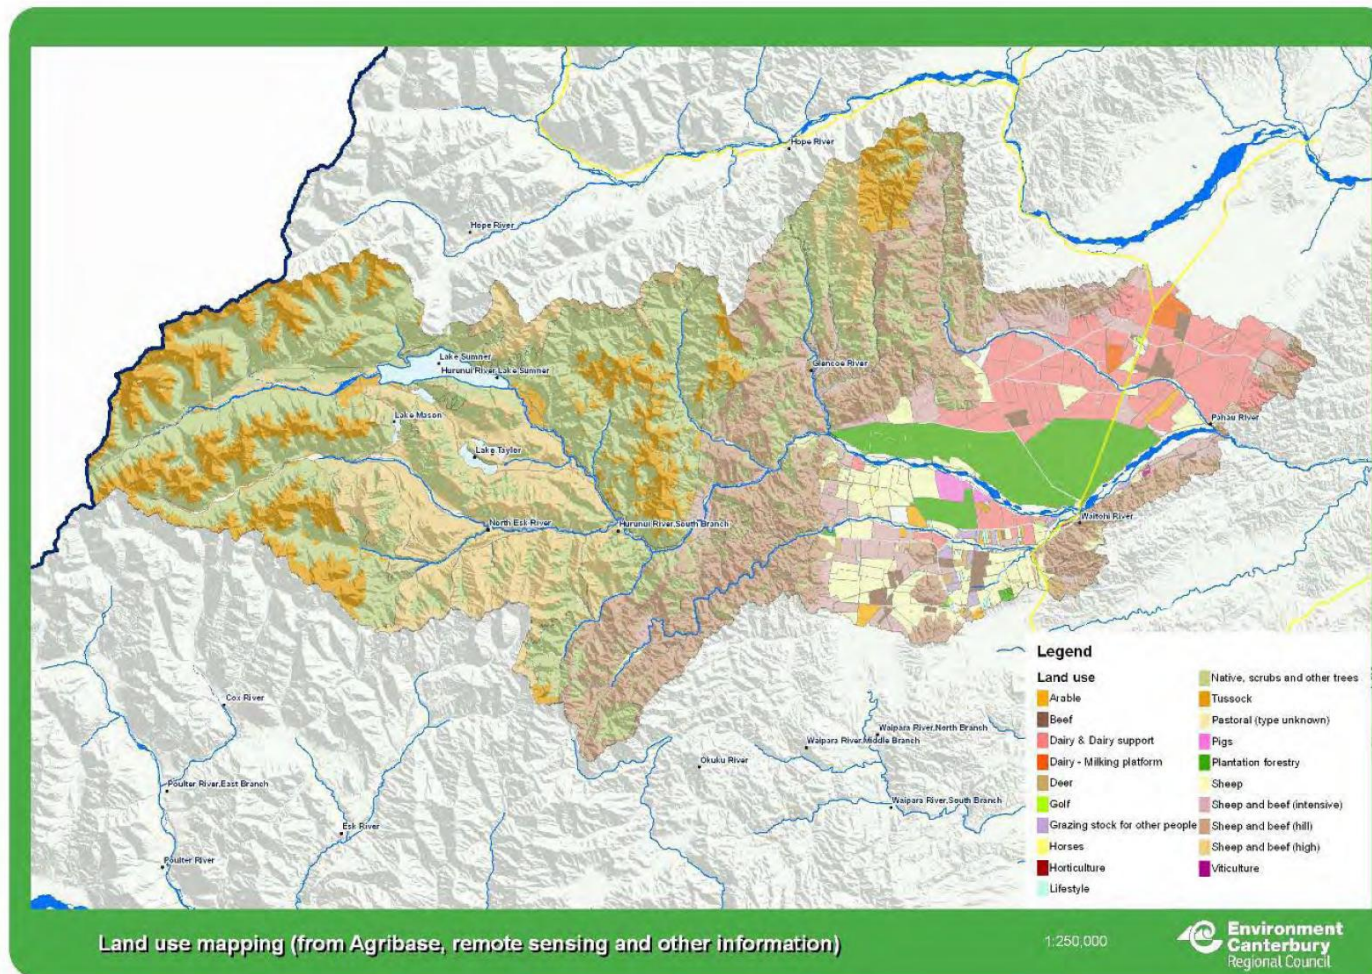 Hope River
Hope River
Lake Sumner
Hurunui River,Lake Sumner
Glencoe River
Lake Mason
Pahau River
Lake Taylor
North Esk River
Hurunui River,South Branch
Waitohi River
Cox River
Waipara River,North Branch
Waipara River,Middle Branch
Okuku River
Poulter River,East Branch
Waipara River,South Branch
Esk River
Poulter River
Legend
Land use
Arable
Beef
Dairy & Dairy support
Dairy - Milking platform
Deer
Golf
Grazing stock for other people
Horses
Horticulture
Lifestyle
Native, scrubs and other trees
Tussock
Pastoral (type unknown)
Pigs
Plantation forestry
Sheep
Sheep and beef (intensive)
Sheep and beef (hill)
Sheep and beef (high)
Viticulture
Land use mapping (from Agribase, remote sensing and other information)
1:250,000
Environment
Canterbury
Regional Council